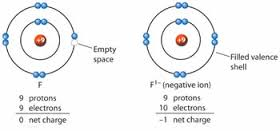 +9
Empty
space
F
9 protons
9 electrons
0 net charge
+9
Filled valence
shell
F¹⁻ (negative ion)
9 protons
10 electrons
–1 net charge